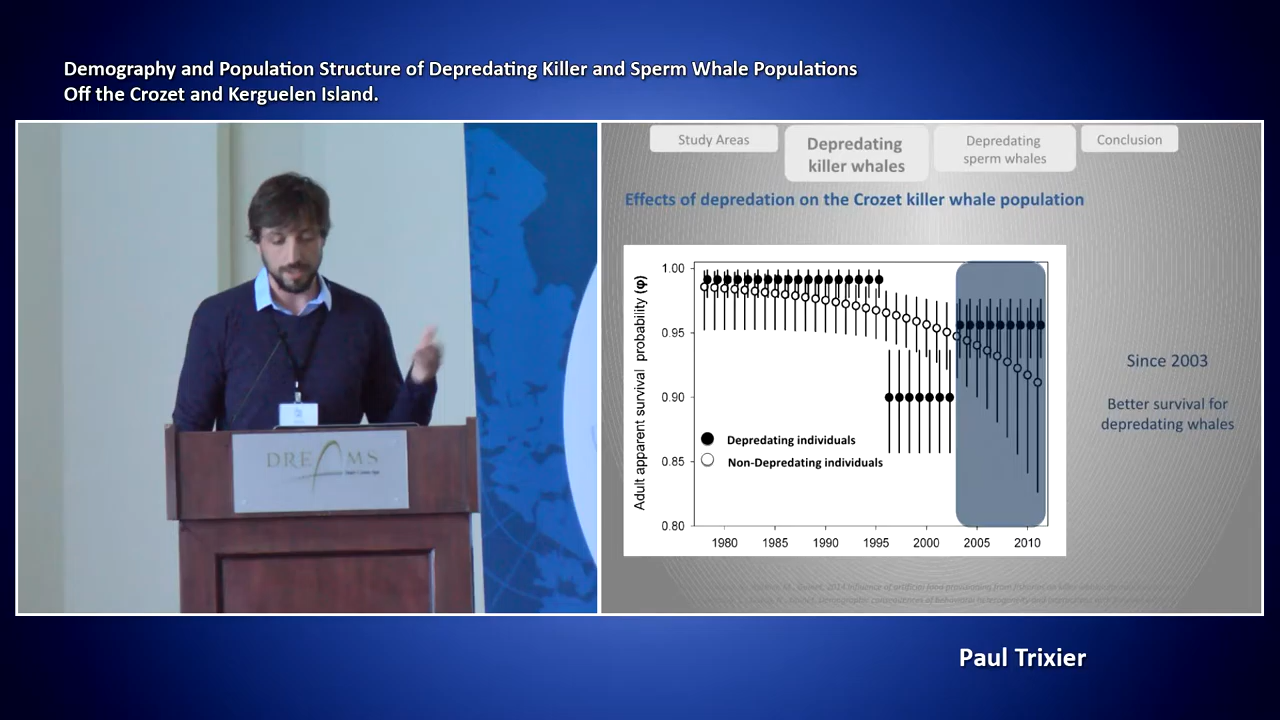 Demography and Population Structure of Depredating Killer and Sperm Whale Populations
Off the Crozet and Kerguelen Island.
DREAMS
Study Areas
Depredating
killer whales
Depredating
sperm whales
Conclusion
Effects of depredation on the Crozet killer whale population
Adult apparent survival probability (φ)
1.00
0.95
0.90
0.85
0.80
Depredating individuals
Non-Depredating individuals
1980 1985 1990 1995 2000 2005 2010
Since 2003
Better survival for
depredating whales
Paul Trixier